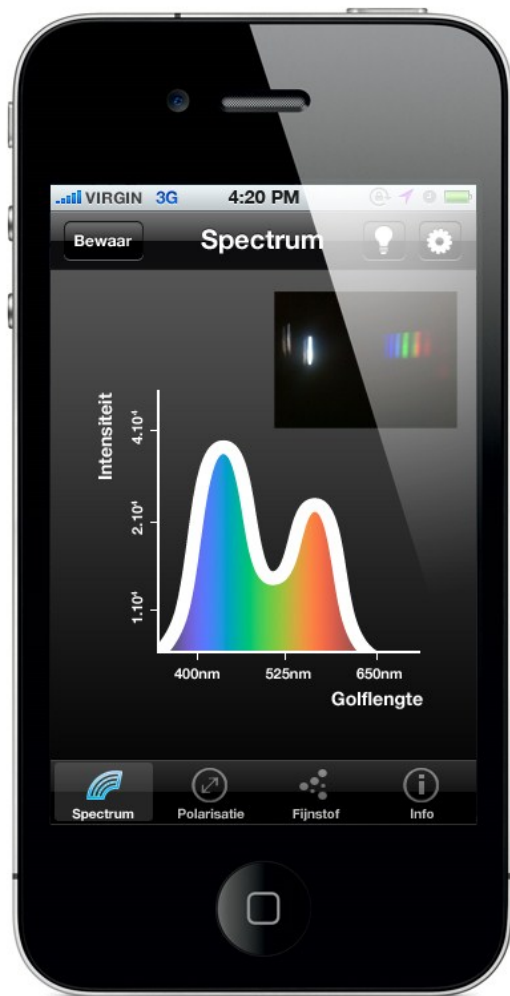 VIRGIN 3G 4:20 PM
Bewaar Spectrum
Intensiteit
4.10⁴
2.10⁴
1.10⁴
400nm 525nm 650nm
Golflengte
Spectrum Polarisatie Fijnstof Info